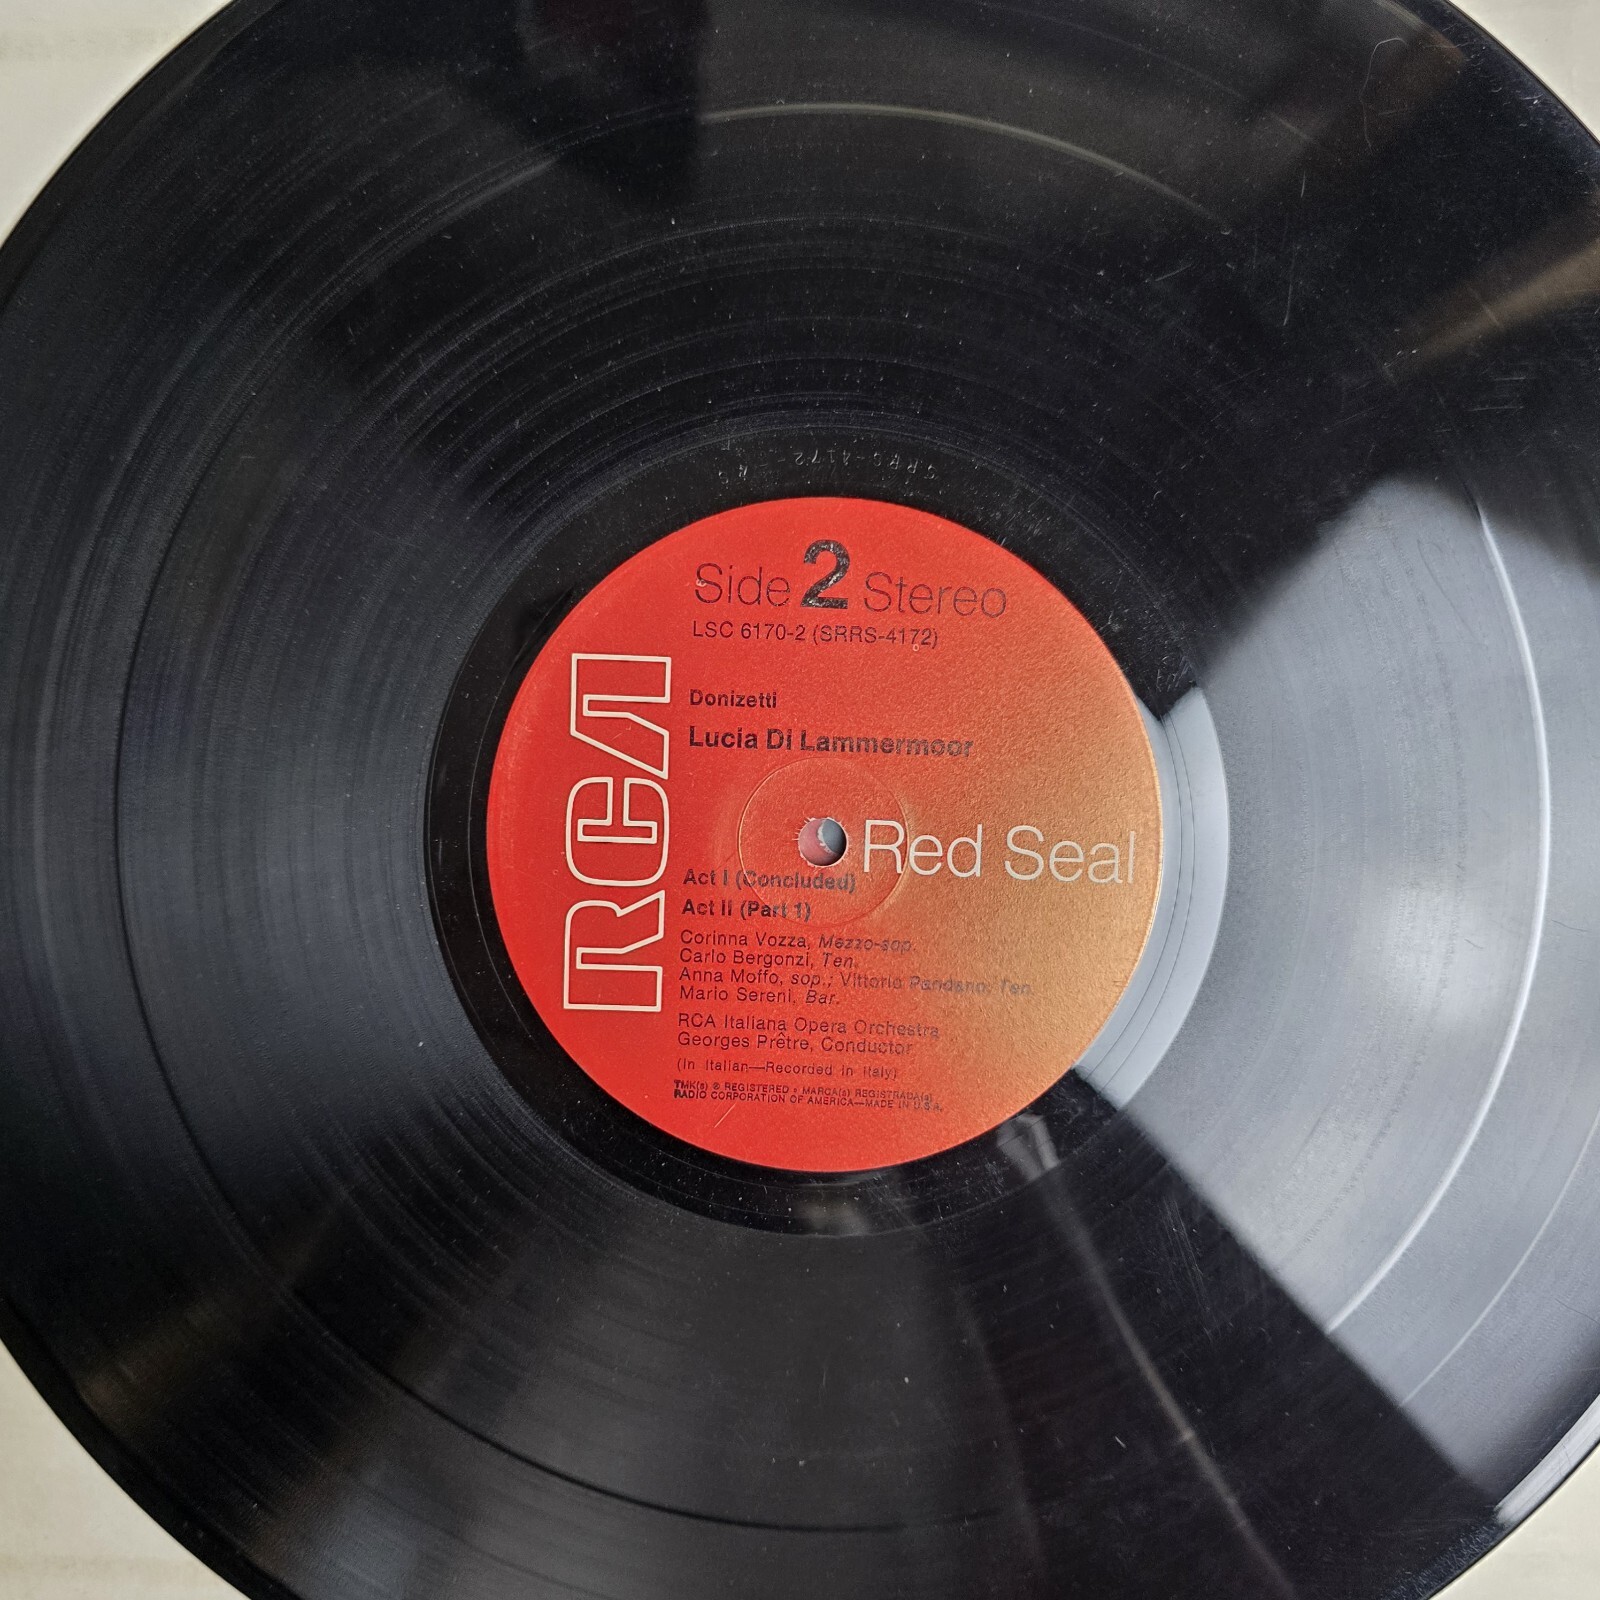 SRRS-4172-
Side 2 Stereo
LSC 6170-2 (SRRS-4172)
RCA
Donizetti
Lucia Di Lammermoor
Red Seal
Act I (Concluded)
Act II (Part 1)
Corinna Vozza, Mezzo-sop.
Carlo Bergonzi, Ten.
Anna Moffo, sop.; Vittorio Pandano, Ten.
Mario Sereni, Bar.
RCA Italiana Opera Orchestra
Georges Prêtre, Conductor
(In Italian—Recorded in Italy)
TMK(s) ® REGISTERED • MARCA(s) REGISTRADA(s)
RADIO CORPORATION OF AMERICA—MADE IN U.S.A.